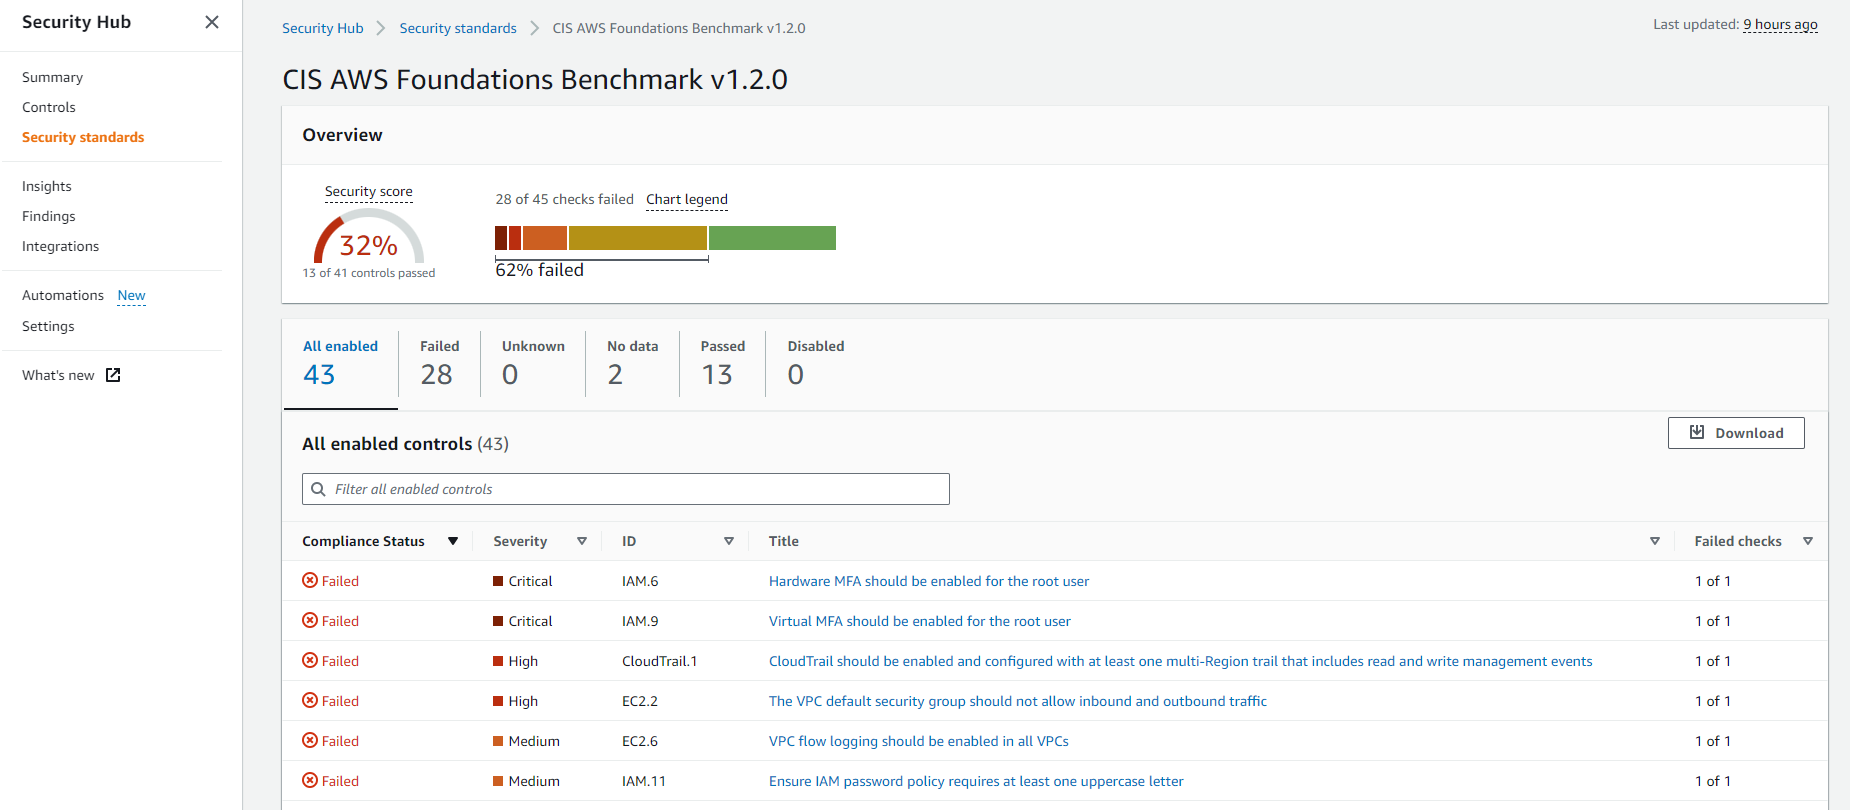 Security Hub
Summary
Controls
Security standards
Insights
Findings
Integrations
Automations New
Settings
What's new
Security Hub Security standards CIS AWS Foundations Benchmark v1.2.0
Last updated: 9 hours ago
CIS AWS Foundations Benchmark v1.2.0
Overview
Security score
32%
13 of 41 controls passed
28 of 45 checks failed Chart legend
62% failed
All enabled Failed Unknown No data Passed Disabled
43 28 0 2 13 0
All enabled controls (43)
Download
Filter all enabled controls
Compliance Status Severity ID Title Failed checks
Failed Critical IAM.6 Hardware MFA should be enabled for the root user 1 of 1
Failed Critical IAM.9 Virtual MFA should be enabled for the root user 1 of 1
Failed High CloudTrail.1 CloudTrail should be enabled and configured with at least one multi-Region trail that includes read and write management events 1 of 1
Failed High EC2.2 The VPC default security group should not allow inbound and outbound traffic 1 of 1
Failed Medium EC2.6 VPC flow logging should be enabled in all VPCs 1 of 1
Failed Medium IAM.11 Ensure IAM password policy requires at least one uppercase letter 1 of 1